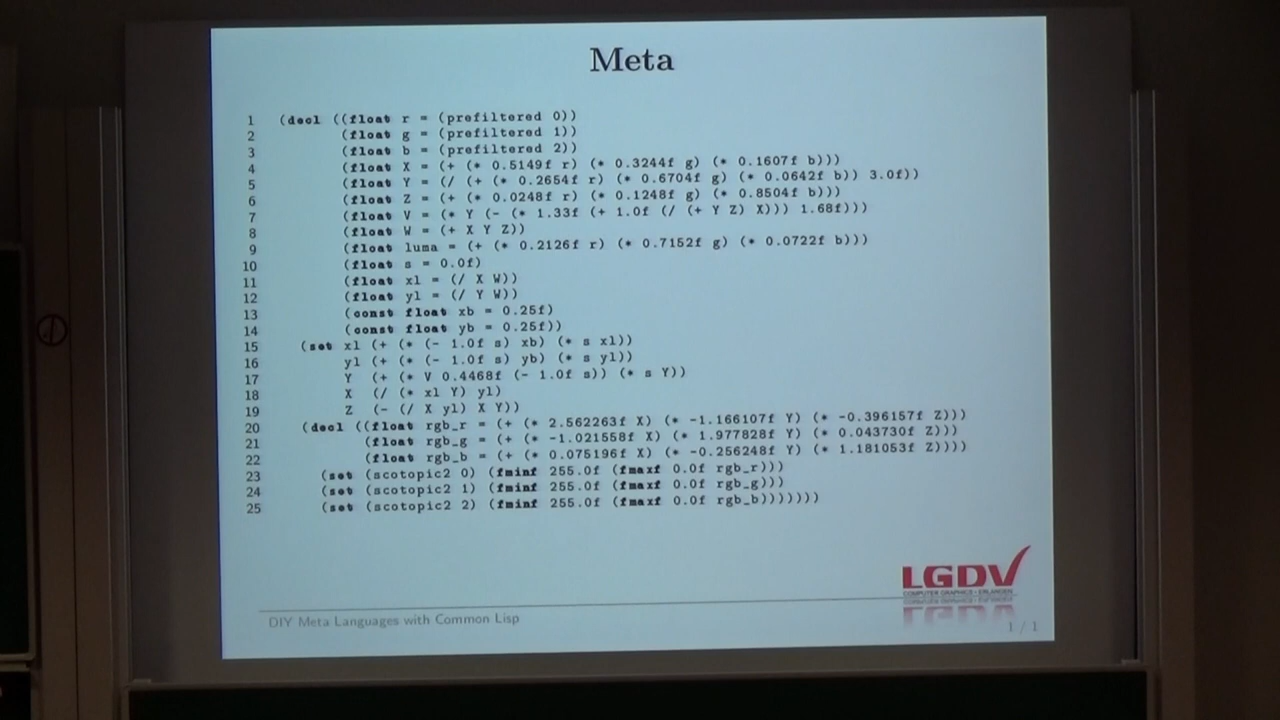 Meta
1 (decl ((float r = (prefiltered 0))
2 (float g = (prefiltered 1))
3 (float b = (prefiltered 2))
4 (float X = (+ (* 0.5149f r) (* 0.3244f g) (* 0.1607f b)))
5 (float Y = (/ (+ (* 0.2654f r) (* 0.6704f g) (* 0.0642f b)) 3.0f))
6 (float Z = (+ (* 0.0248f r) (* 0.1248f g) (* 0.8504f b)))
7 (float V = (* Y (- (* 1.33f (+ 1.0f (/ (+ Y Z) X))) 1.68f)))
8 (float W = (+ X Y Z))
9 (float luma = (+ (* 0.2126f r) (* 0.7152f g) (* 0.0722f b)))
10 (float s = 0.0f)
11 (float xl = (/ X W))
12 (float yl = (/ Y W))
13 (const float xb = 0.25f)
14 (const float yb = 0.25f))
15 (set xl (+ (* (- 1.0f s) xb) (* s xl))
16 yl (+ (* (- 1.0f s) yb) (* s yl))
17 Y (+ (* V 0.4468f (- 1.0f s)) (* s Y))
18 X (/ (* xl Y) yl)
19 Z (- (/ X yl) X Y))
20 (decl ((float rgb_r = (+ (* 2.562263f X) (* -1.166107f Y) (* -0.396157f Z)))
21 (float rgb_g = (+ (* -1.021558f X) (* 1.977828f Y) (* 0.043730f Z)))
22 (float rgb_b = (+ (* 0.075196f X) (* -0.256248f Y) (* 1.181053f Z))))
23 (set (scotopic2 0) (fminf 255.0f (fmaxf 0.0f rgb_r)))
24 (set (scotopic2 1) (fminf 255.0f (fmaxf 0.0f rgb_g)))
25 (set (scotopic2 2) (fminf 255.0f (fmaxf 0.0f rgb_b)))))))
LGDV
COMPUTER GRAPHICS • ERLANGEN
DIY Meta Languages with Common Lisp
1 / 1